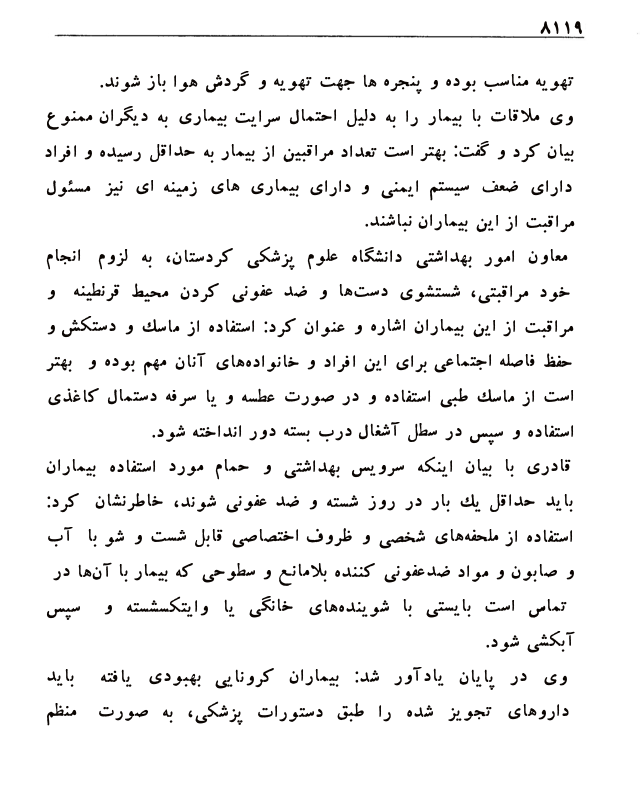 ۸۱۱۹
تهویه مناسب بوده و پنجره ها جهت تهویه و گردش هوا باز شوند.
وی ملاقات با بیمار را به دلیل احتمال سرایت بیماری به دیگران ممنوع
بیان کرد و گفت: بهتر است تعداد مراقبین از بیمار به حداقل رسیده و افراد
دارای ضعف سیستم ایمنی و دارای بیماری های زمینه ای نیز مسئول
مراقبت از این بیماران نباشند.
معاون امور بهداشتی دانشگاه علوم پزشکی کردستان، به لزوم انجام
خود مراقبتی، شستشوی دست‌ها و ضد عفونی کردن محیط قرنطینه و
مراقبت از این بیماران اشاره و عنوان کرد: استفاده از ماسك و دستکش و
حفظ فاصله اجتماعی برای این افراد و خانواده‌های آنان مهم بوده و بهتر
است از ماسك طبی استفاده و در صورت عطسه و یا سرفه دستمال کاغذی
استفاده و سپس در سطل آشغال درب بسته دور انداخته شود.
قادری با بیان اینکه سرویس بهداشتی و حمام مورد استفاده بیماران
باید حداقل یك بار در روز شسته و ضد عفونی شوند، خاطرنشان کرد:
استفاده از ملحفه‌های شخصی و ظروف اختصاصی قابل شست و شو با آب
و صابون و مواد ضدعفونی کننده بلامانع و سطوحی که بیمار با آن‌ها در
تماس است بایستی با شوینده‌های خانگی یا وایتکسشسته و سپس
آبکشی شود.
وی در پایان یادآور شد: بیماران کرونایی بهبودی یافته باید
داروهای تجویز شده را طبق دستورات پزشکی، به صورت منظم